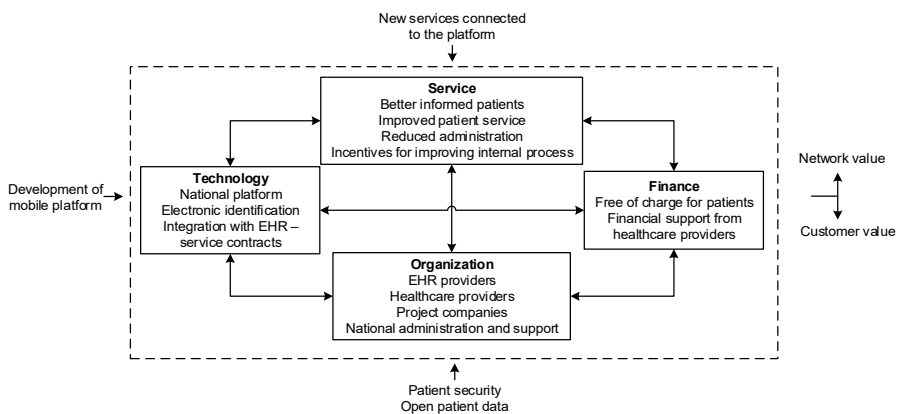 New services connected
to the platform
Service
Better informed patients
Improved patient service
Reduced administration
Incentives for improving internal process
Development of
mobile platform
Technology
National platform
Electronic identification
Integration with EHR –
service contracts
Finance
Free of charge for patients
Financial support from
healthcare providers
Network value
Customer value
Organization
EHR providers
Healthcare providers
Project companies
National administration and support
Patient security
Open patient data